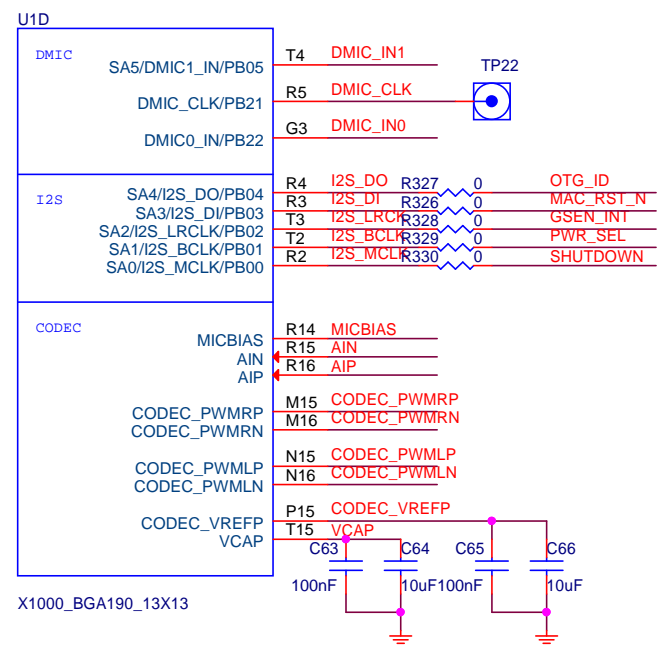 U1D
DMIC
SA5/DMIC1_IN/PB05 T4 DMIC_IN1
TP22
DMIC_CLK/PB21 R5 DMIC_CLK
DMIC0_IN/PB22 G3 DMIC_IN0
I2S
SA4/I2S_DO/PB04 R4 I2S_DO R327 0 OTG_ID
SA3/I2S_DI/PB03 R3 I2S_DI R326 0 MAC_RST_N
SA2/I2S_LRCLK/PB02 T3 I2S_LRCK R328 0 GSEN_INT
SA1/I2S_BCLK/PB01 T2 I2S_BCLK R329 0 PWR_SEL
SA0/I2S_MCLK/PB00 R2 I2S_MCLK R330 0 SHUTDOWN
CODEC
MICBIAS R14 MICBIAS
AIN R15 AIN
AIP R16 AIP
CODEC_PWMRP M15 CODEC_PWMRP
CODEC_PWMRN M16 CODEC_PWMRN
CODEC_PWMLP N15 CODEC_PWMLP
CODEC_PWMLN N16 CODEC_PWMLN
CODEC_VREFP P15 CODEC_VREFP
VCAP T15 VCAP
C63 C64 C65 C66
100nF 10uF 100nF 10uF
X1000_BGA190_13X13